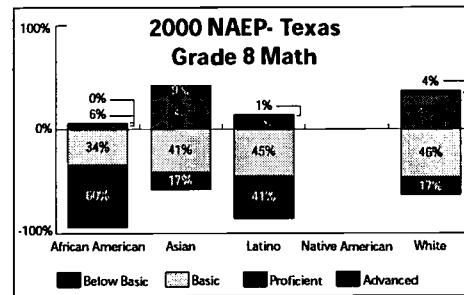 2000 NAEP- Texas
Grade 8 Math
100%
0%
6%
1%
4%
0%
34%
41%
45%
46%
60%
17%
41%
17%
-100%
African American
Asian
Latino
Native American
White
Below Basic
Basic
Proficient
Advanced